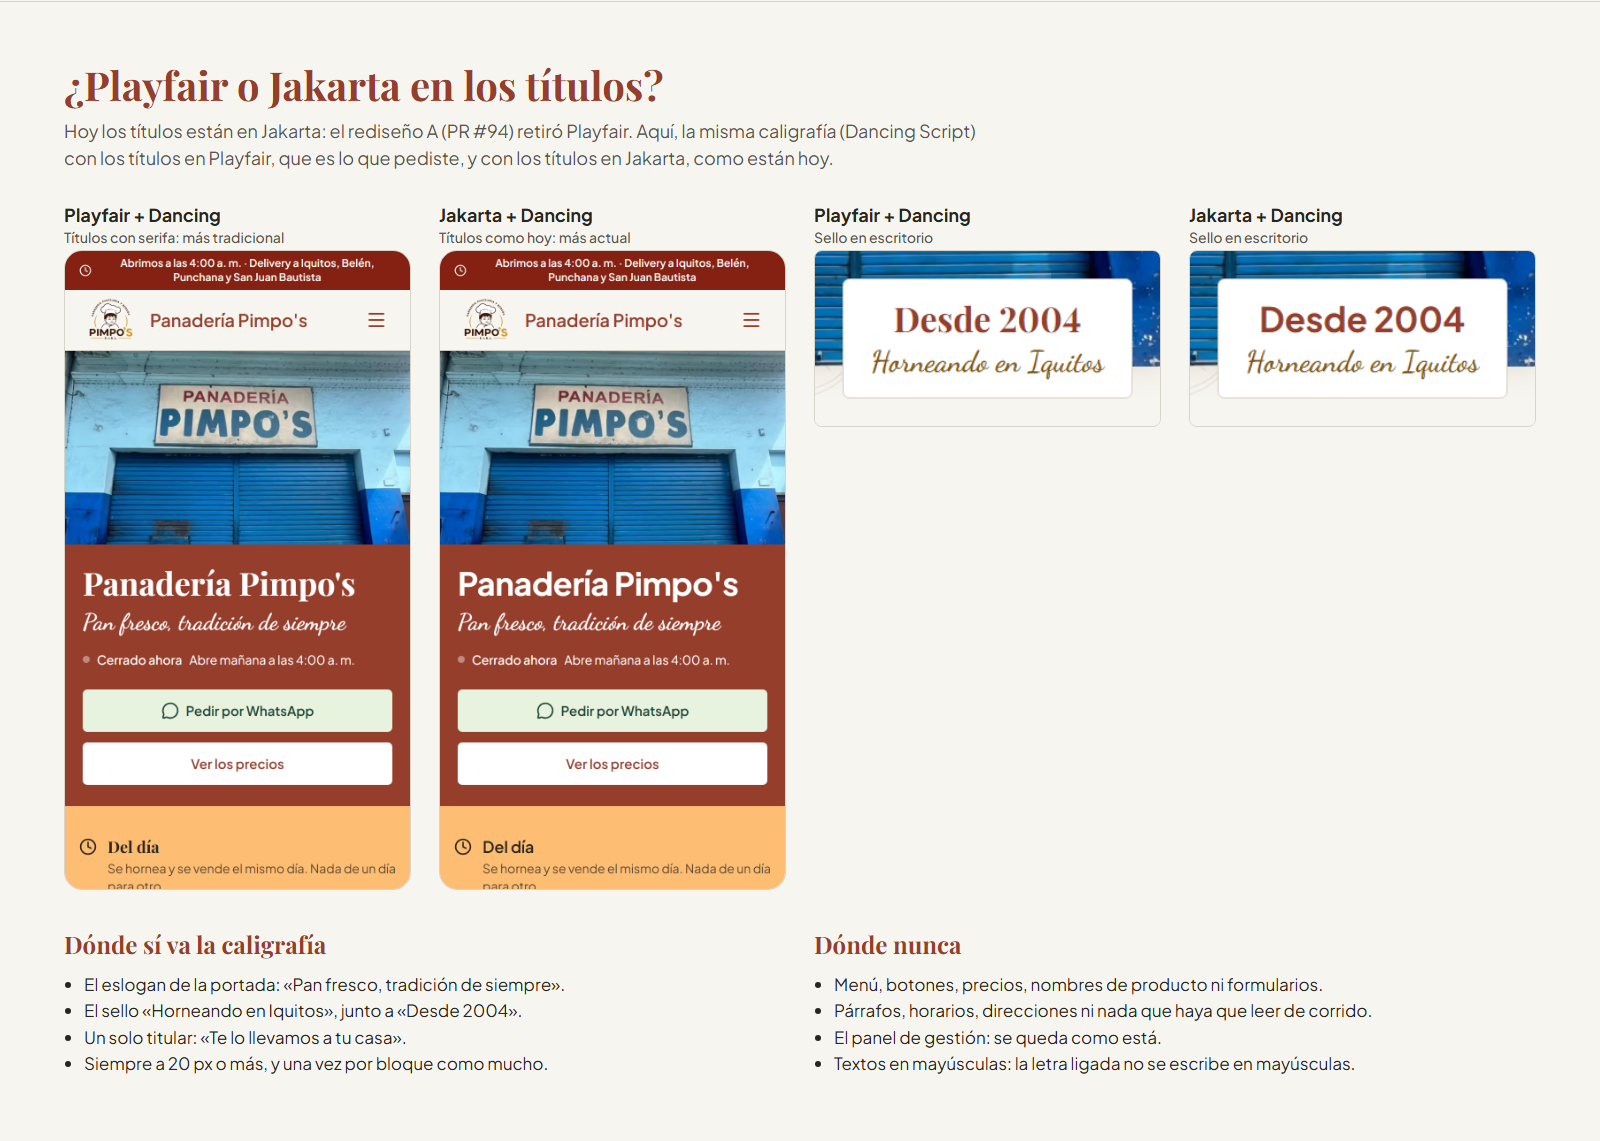 ¿Playfair o Jakarta en los títulos?
Hoy los títulos están en Jakarta: el rediseño A (PR #94) retiró Playfair. Aquí, la misma caligrafía (Dancing Script)
con los títulos en Playfair, que es lo que pediste, y con los títulos en Jakarta, como están hoy.
Playfair + Dancing
Títulos con serifa: más tradicional
Abrimos a las 4:00 a. m. · Delivery a Iquitos, Belén,
Punchana y San Juan Bautista
PIMPO'S
Panadería Pimpo's
PANADERÍA
PIMPO'S
Panadería Pimpo's
Pan fresco, tradición de siempre
Cerrado ahora Abre mañana a las 4:00 a. m.
Pedir por WhatsApp
Ver los precios
Del día
Se hornea y se vende el mismo día. Nada de un día
para otro
Jakarta + Dancing
Títulos como hoy: más actual
Abrimos a las 4:00 a. m. · Delivery a Iquitos, Belén,
Punchana y San Juan Bautista
PIMPO'S
Panadería Pimpo's
PANADERÍA
PIMPO'S
Panadería Pimpo's
Pan fresco, tradición de siempre
Cerrado ahora Abre mañana a las 4:00 a. m.
Pedir por WhatsApp
Ver los precios
Del día
Se hornea y se vende el mismo día. Nada de un día
para otro
Playfair + Dancing
Sello en escritorio
Desde 2004
Horneando en Iquitos
Jakarta + Dancing
Sello en escritorio
Desde 2004
Horneando en Iquitos
Dónde sí va la caligrafía
• El eslogan de la portada: «Pan fresco, tradición de siempre».
• El sello «Horneando en Iquitos», junto a «Desde 2004».
• Un solo titular: «Te lo llevamos a tu casa».
• Siempre a 20 px o más, y una vez por bloque como mucho.
Dónde nunca
• Menú, botones, precios, nombres de producto ni formularios.
• Párrafos, horarios, direcciones ni nada que haya que leer de corrido.
• El panel de gestión: se queda como está.
• Textos en mayúsculas: la letra ligada no se escribe en mayúsculas.